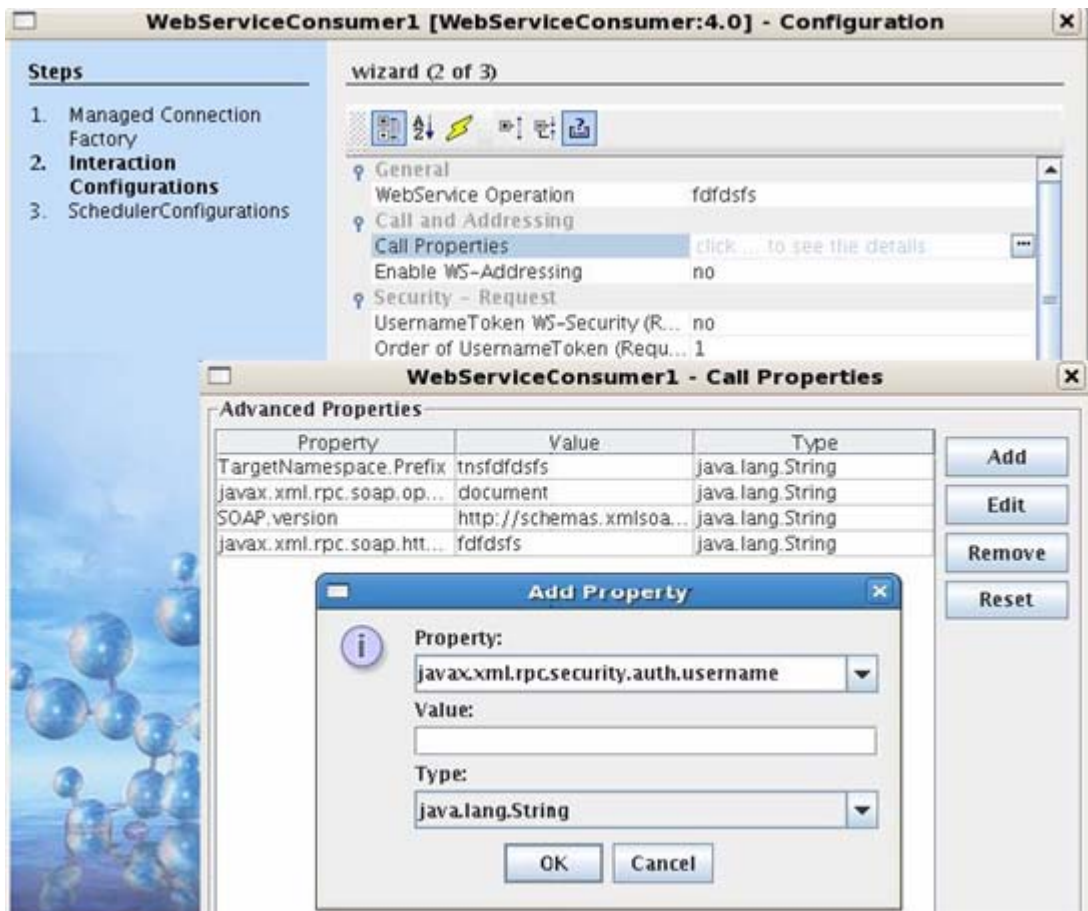 WebServiceConsumer1 [WebServiceConsumer:4.0] - Configuration
Steps
1. Managed Connection
Factory
2. Interaction
Configurations
3. SchedulerConfigurations
wizard (2 of 3)
General
WebService Operation fdfdsfs
Call and Addressing
Call Properties click ... to see the details
Enable WS-Addressing no
Security - Request
UsernameToken WS-Security (R... no
Order of UsernameToken (Requ... 1
WebServiceConsumer1 - Call Properties
Advanced Properties
Property Value Type
TargetNamespace.Prefix tnsfdfdsfs java.lang.String
javax.xml.rpc.soap.op... document java.lang.String
SOAP.version http://schemas.xmlsoa... java.lang.String
javax.xml.rpc.soap.htt... fdfdsfs java.lang.String
Add
Edit
Remove
Reset
Add Property
Property:
javax.xml.rpc.security.auth.username
Value:
Type:
java.lang.String
OK Cancel